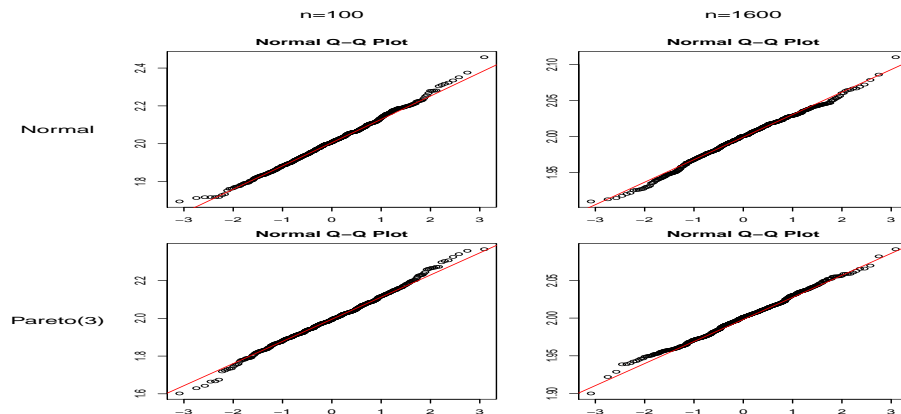 n=100 n=1600
Normal Q−Q Plot Normal Q−Q Plot
Normal
1.8 2.0 2.2 2.4
−3 −2 −1 0 1 2 3
1.95 2.00 2.05 2.10
−3 −2 −1 0 1 2 3
Normal Q−Q Plot Normal Q−Q Plot
Pareto(3)
1.6 1.8 2.0 2.2
−3 −2 −1 0 1 2 3
1.90 1.95 2.00 2.05
−3 −2 −1 0 1 2 3